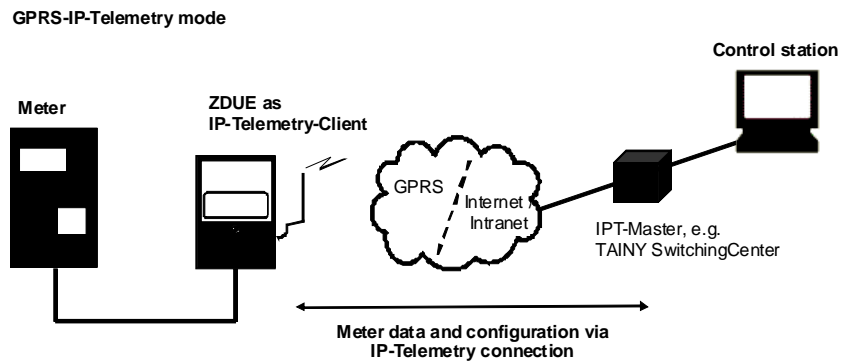 GPRS-IP-Telemetry mode
Control station
Meter
ZDUE as
IP-Telemetry-Client
GPRS
Internet /
Intranet
IPT-Master, e.g.
TAINY SwitchingCenter
Meter data and configuration via
IP-Telemetry connection